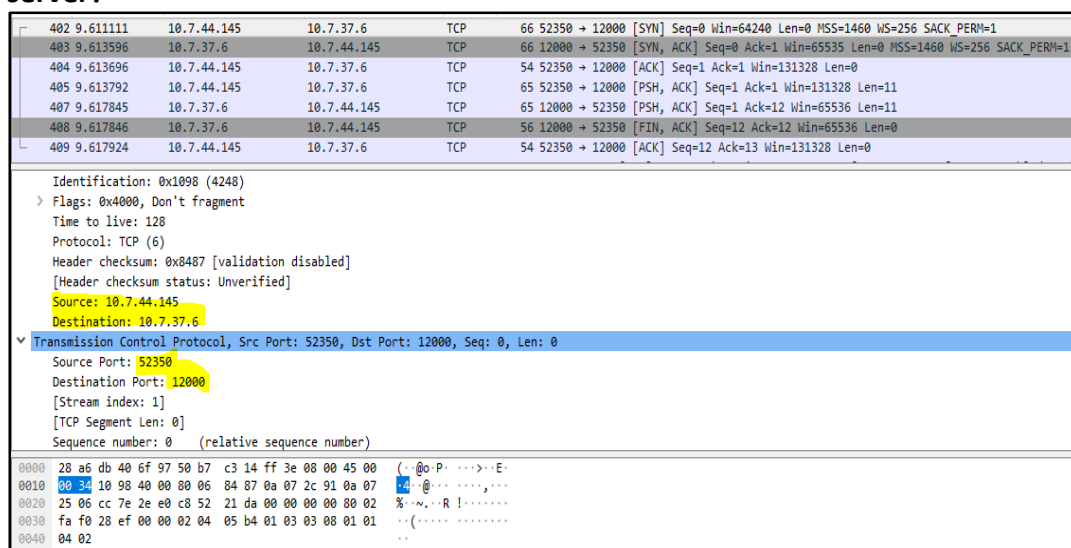 server.
402 9.611111 10.7.44.145 10.7.37.6 TCP 66 52350 → 12000 [SYN] Seq=0 Win=64240 Len=0 MSS=1460 WS=256 SACK_PERM=1
403 9.613596 10.7.37.6 10.7.44.145 TCP 66 12000 → 52350 [SYN, ACK] Seq=0 Ack=1 Win=65535 Len=0 MSS=1460 WS=256 SACK_PERM=1
404 9.613696 10.7.44.145 10.7.37.6 TCP 54 52350 → 12000 [ACK] Seq=1 Ack=1 Win=131328 Len=0
405 9.613792 10.7.44.145 10.7.37.6 TCP 65 52350 → 12000 [PSH, ACK] Seq=1 Ack=1 Win=131328 Len=11
407 9.617845 10.7.37.6 10.7.44.145 TCP 65 12000 → 52350 [PSH, ACK] Seq=1 Ack=12 Win=65536 Len=11
408 9.617846 10.7.37.6 10.7.44.145 TCP 56 12000 → 52350 [FIN, ACK] Seq=12 Ack=12 Win=65536 Len=0
409 9.617924 10.7.44.145 10.7.37.6 TCP 54 52350 → 12000 [ACK] Seq=12 Ack=13 Win=131328 Len=0
Identification: 0x1098 (4248)
> Flags: 0x4000, Don't fragment
Time to live: 128
Protocol: TCP (6)
Header checksum: 0x8487 [validation disabled]
[Header checksum status: Unverified]
Source: 10.7.44.145
Destination: 10.7.37.6
Transmission Control Protocol, Src Port: 52350, Dst Port: 12000, Seq: 0, Len: 0
Source Port: 52350
Destination Port: 12000
[Stream index: 1]
[TCP Segment Len: 0]
Sequence number: 0 (relative sequence number)
0000 28 a6 db 40 6f 97 50 b7 c3 14 ff 3e 08 00 45 00 (··@o·P· ···>··E·
0010 00 34 10 98 40 00 80 06 84 87 0a 07 2c 91 0a 07 ·4··@··· ····,···
0020 25 06 cc 7e 2e e0 c8 52 21 da 00 00 00 00 80 02 %··~.··R !·······
0030 fa f0 28 ef 00 00 02 04 05 b4 01 03 03 08 01 01 ··(····· ········
0040 04 02 ··